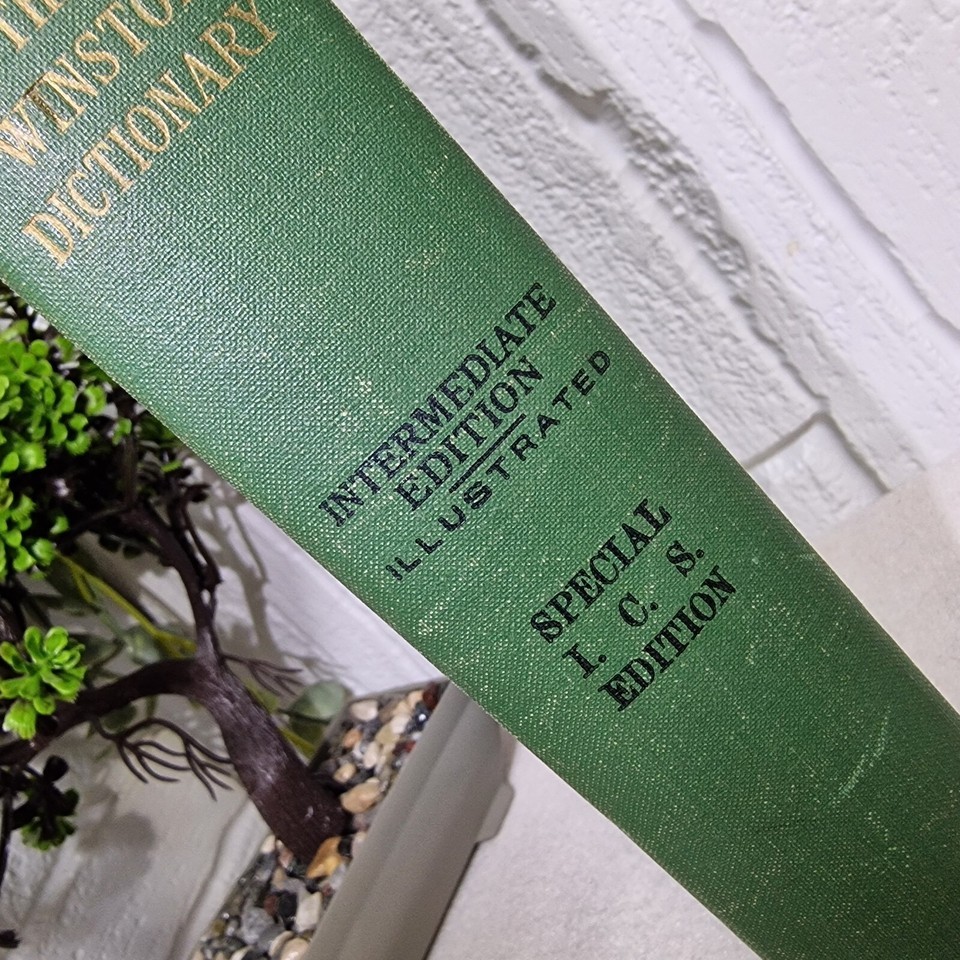 WINSTON
DICTIONARY
INTERMEDIATE
EDITION
ILLUSTRATED
SPECIAL
I. C. S.
EDITION